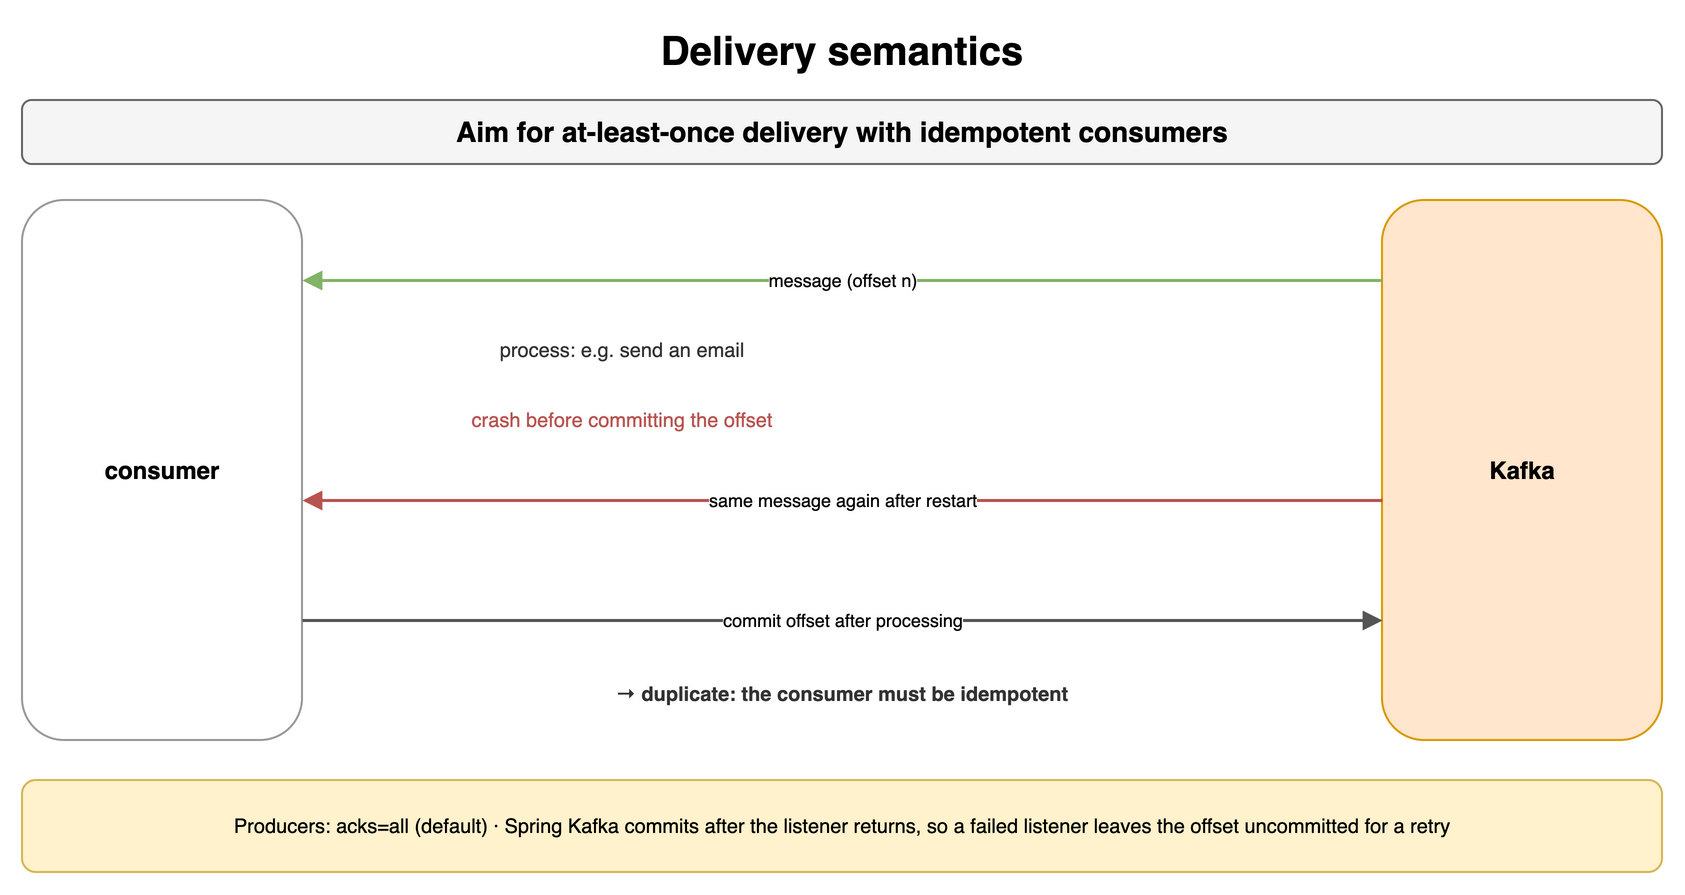 Delivery semantics
Aim for at-least-once delivery with idempotent consumers
message (offset n)
process: e.g. send an email
crash before committing the offset
consumer
Kafka
same message again after restart
commit offset after processing
→ duplicate: the consumer must be idempotent
Producers: acks=all (default) · Spring Kafka commits after the listener returns, so a failed listener leaves the offset uncommitted for a retry